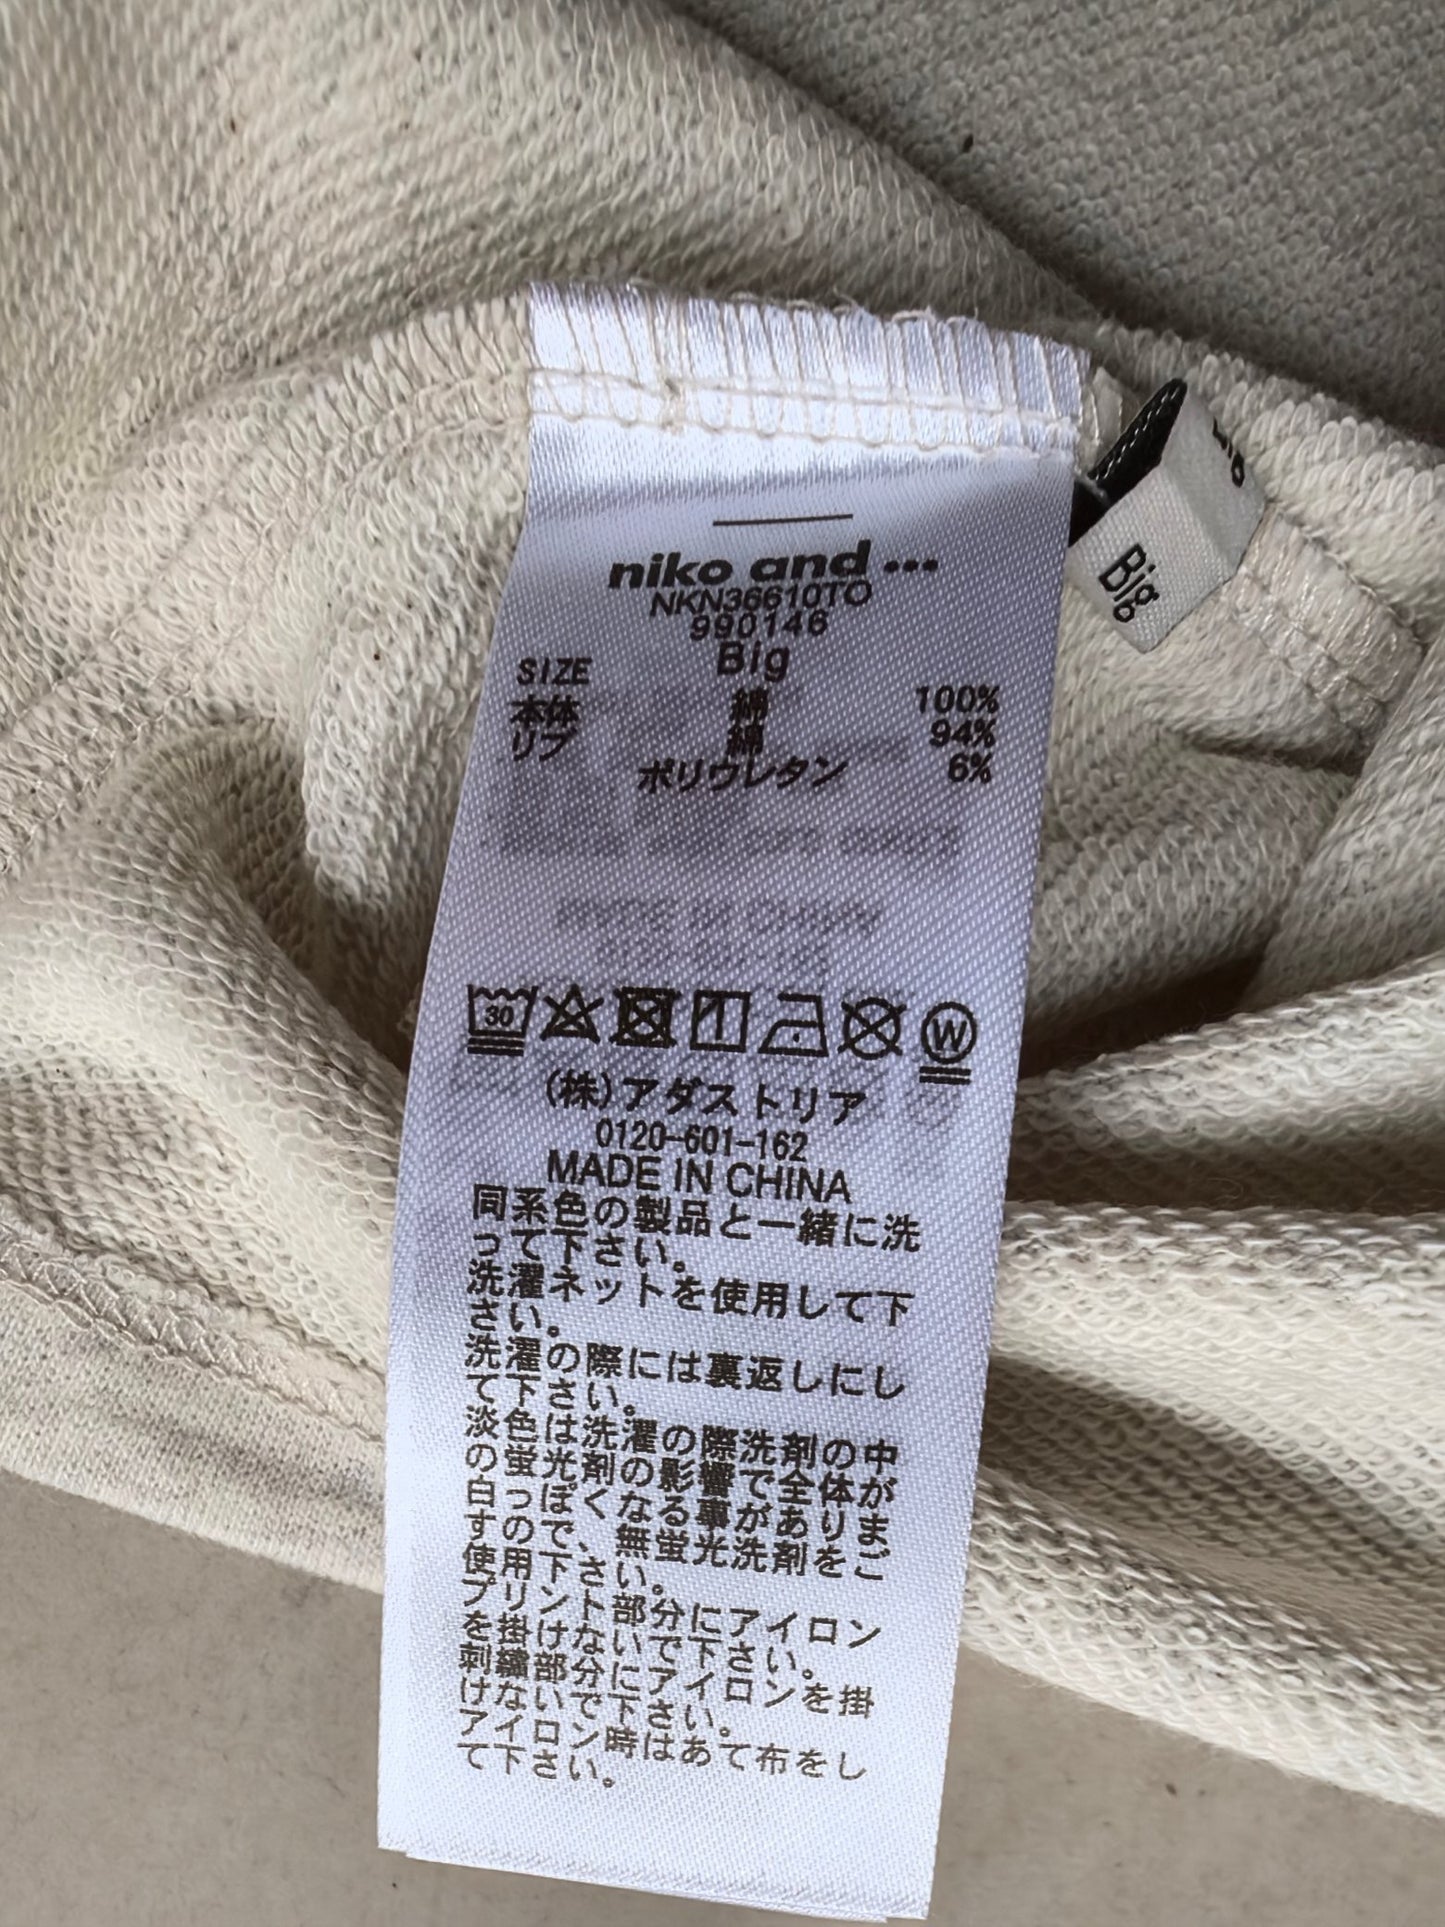 niko and ...
NKN36610TO
990146
SIZE Big
本体 綿 100%
リブ 綿 94%
ポリウレタン 6%
30
W
(株)アダストリア
0120-601-162
MADE IN CHINA
同系色の製品と一緒に洗
って下さい。
洗濯ネットを使用して下
さい。
洗濯の際には裏返しにし
て下さい。
淡色は洗濯の際洗剤の中
の蛍光剤の影響で全体が
白っぽくなる事がありま
すので、無蛍光洗剤をご
使用下さい。
プリント部分にアイロン
を掛けないで下さい。
刺繍部分にアイロンを掛
けないで下さい。
アイロン時はあて布をし
て下さい。
Big